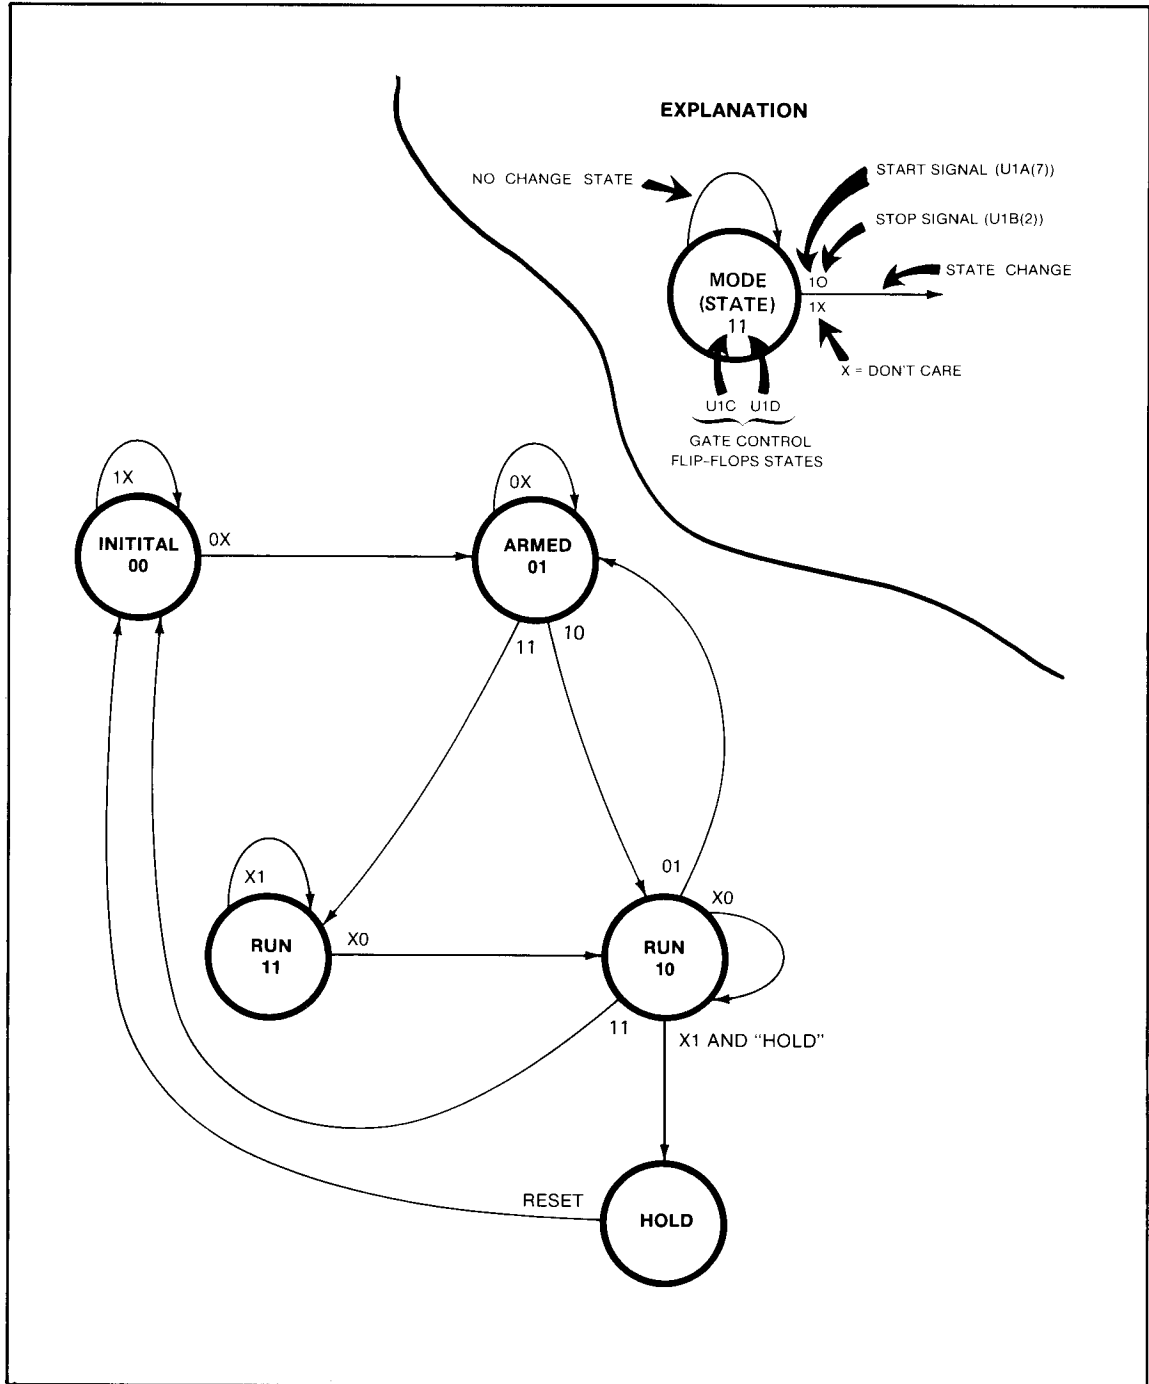 EXPLANATION
NO CHANGE STATE
START SIGNAL (U1A(7))
STOP SIGNAL (U1B(2))
STATE CHANGE
MODE
(STATE)
11
10
1X
X = DON'T CARE
U1C U1D
GATE CONTROL
FLIP-FLOPS STATES
1X
INITITAL
00
0X
0X
ARMED
01
11
10
X1
RUN
11
X0
01
X0
RUN
10
11
X1 AND "HOLD"
RESET
HOLD